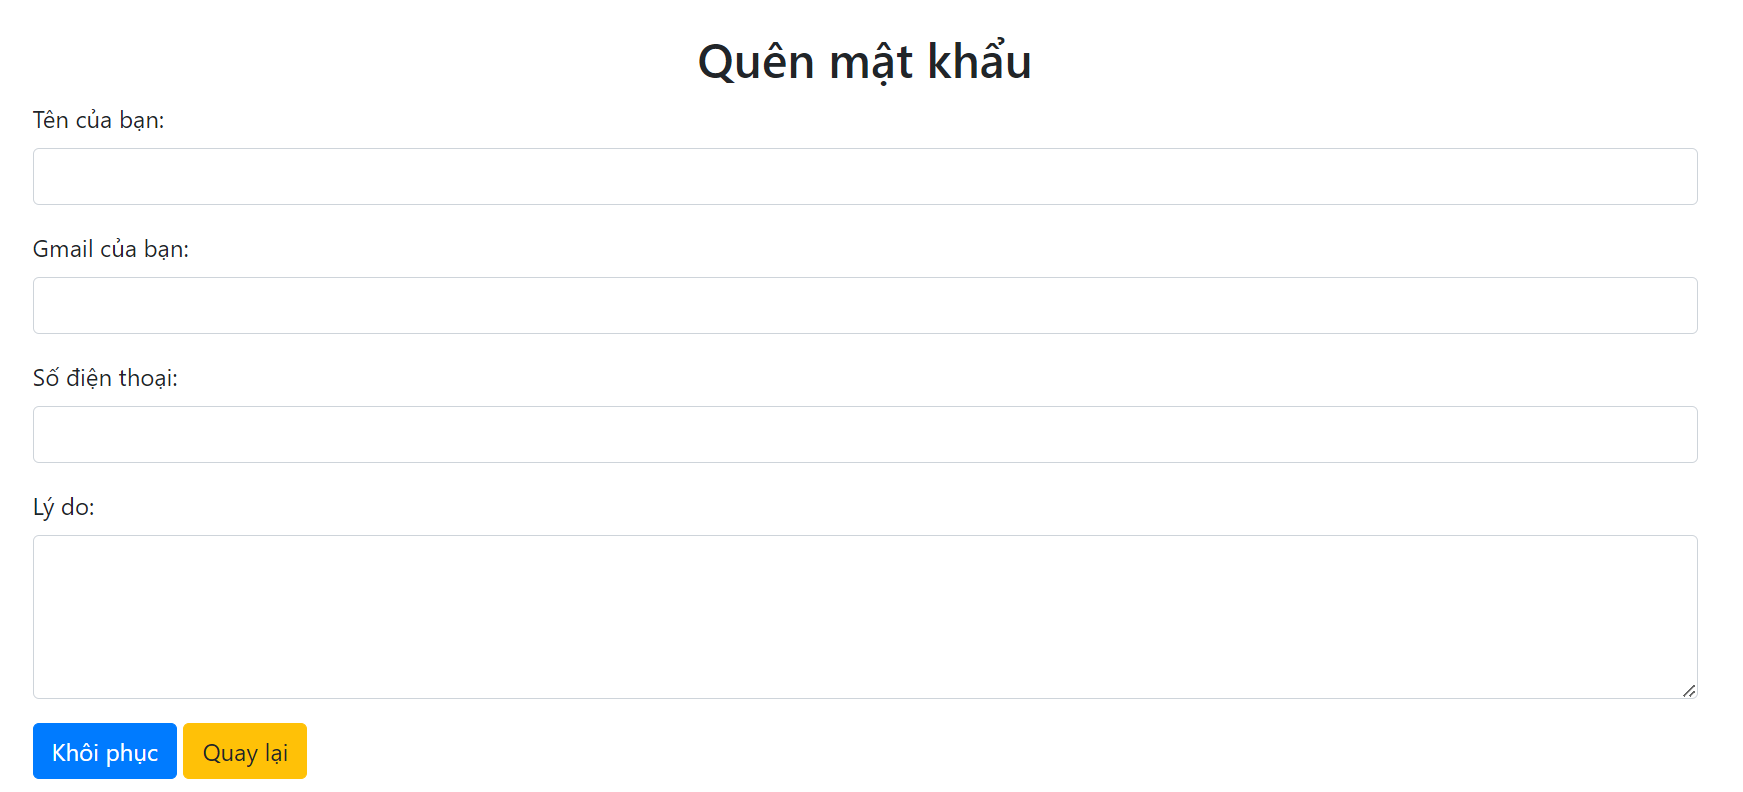 Quên mật khẩu
Tên của bạn:
Gmail của bạn:
Số điện thoại:
Lý do:
Khôi phục
Quay lại